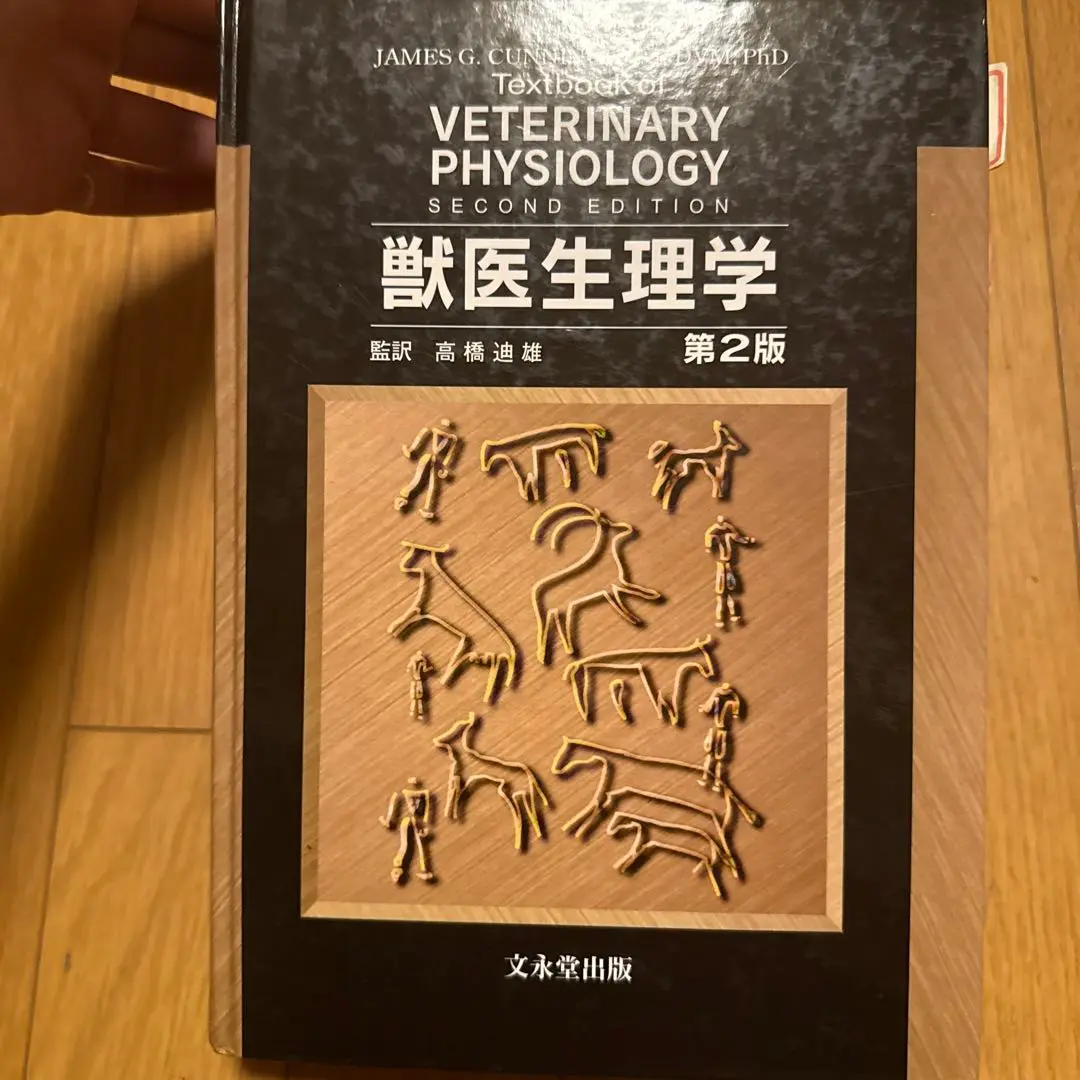 JAMES G. DVM, PhD
Textbook of
VETERINARY
PHYSIOLOGY
SECOND EDITION
獣医生理学
監訳 高橋迪雄 第2版
文永堂出版